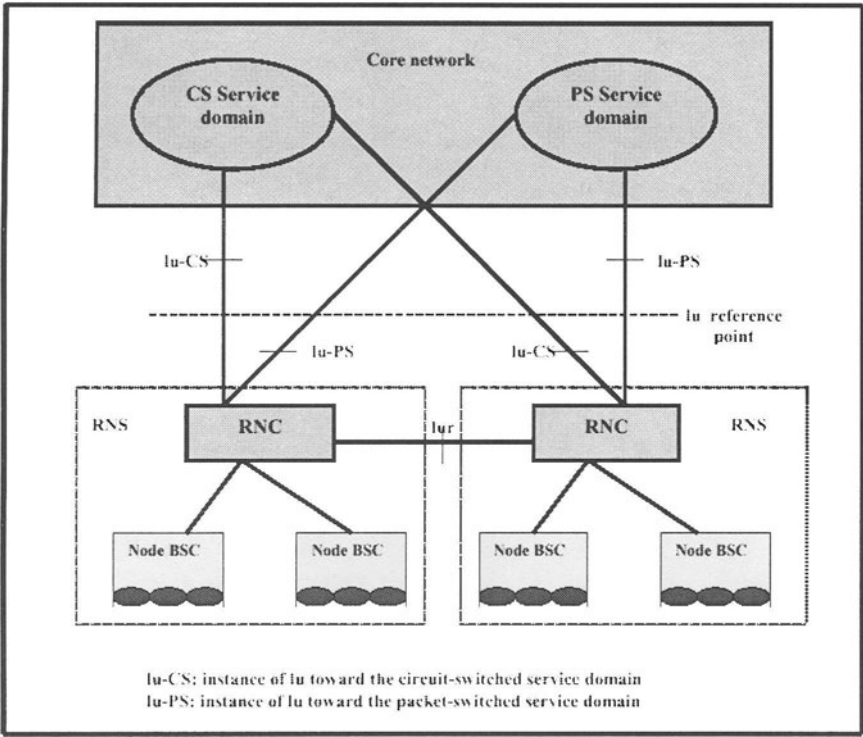 Core network
CS Service
domain
PS Service
domain
Iu-CS
Iu-PS
Iu reference
point
Iu-PS
Iu-CS
RNS
RNC
Iur
RNC
RNS
Node BSC
Node BSC
Node BSC
Node BSC
Iu-CS: instance of Iu toward the circuit-switched service domain
Iu-PS: instance of Iu toward the packet-switched service domain